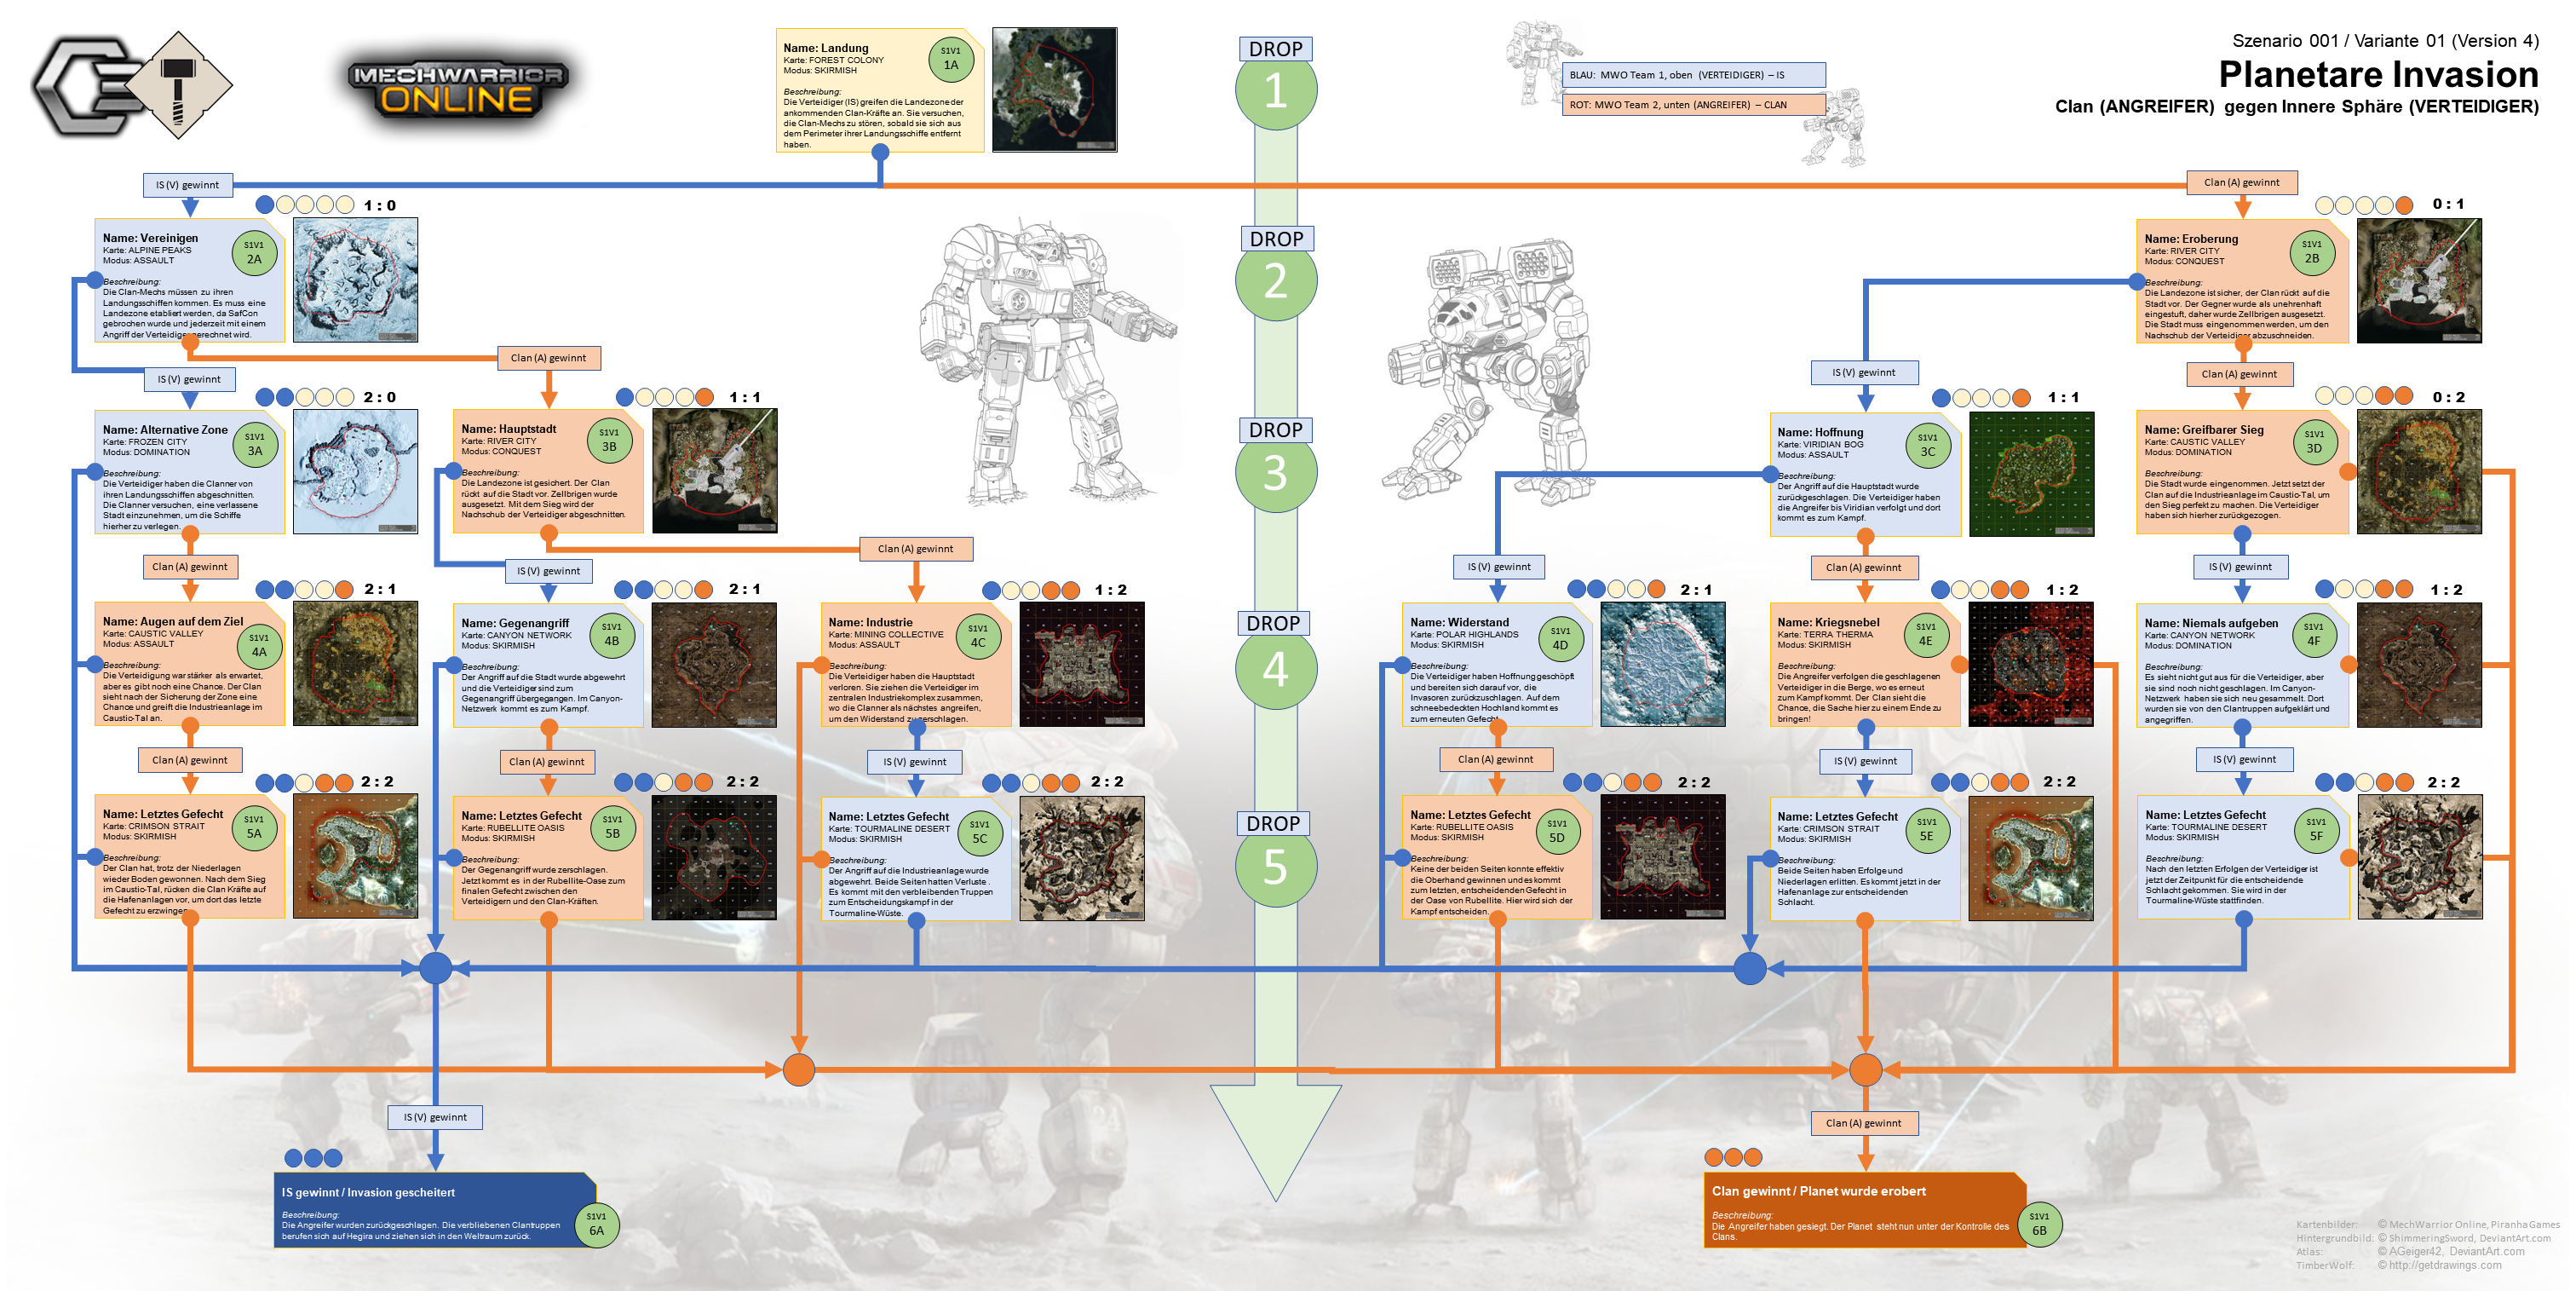 MECHWARRIOR
ONLINE
Name: Landung
Karte: FOREST COLONY
Modus: SKIRMISH
S1V1
1A
Beschreibung:
Die Verteidiger (IS) greifen die Landezone der
ankommenden Clan-Kräfte an. Sie versuchen,
die Clan-Mechs zu stören, sobald sie sich aus
dem Perimeter ihrer Landungsschiffe entfernt
haben.
DROP
1
BLAU: MWO Team 1, oben (VERTEIDIGER) – IS
ROT: MWO Team 2, unten (ANGREIFER) – CLAN
Szenario 001 / Variante 01 (Version 4)
Planetare Invasion
Clan (ANGREIFER) gegen Innere Sphäre (VERTEIDIGER)
IS (V) gewinnt
Clan (A) gewinnt
1 : 0
Name: Vereinigen
Karte: ALPINE PEAKS
Modus: ASSAULT
S1V1
2A
Beschreibung:
Die Clan-Mechs müssen zu ihren
Landungsschiffen kommen. Es muss eine
Landezone etabliert werden, da SafCon
gebrochen wurde und jederzeit mit einem
Angriff der Verteidiger gerechnet wird.
DROP
2
0 : 1
Name: Eroberung
Karte: RIVER CITY
Modus: CONQUEST
S1V1
2B
Beschreibung:
Die Landezone ist sicher, der Clan rückt auf die
Stadt vor. Der Gegner wurde als unehrenhaft
eingestuft, daher wurde Zellbrigen ausgesetzt.
Die Stadt muss eingenommen werden, um den
Nachschub der Verteidiger abzuschneiden.
IS (V) gewinnt
Clan (A) gewinnt
IS (V) gewinnt
Clan (A) gewinnt
2 : 0
Name: Alternative Zone
Karte: FROZEN CITY
Modus: DOMINATION
S1V1
3A
Beschreibung:
Die Verteidiger haben die Clanner von
ihren Landungsschiffen abgeschnitten.
Die Clanner versuchen, eine verlassene
Stadt einzunehmen, um die Schiffe
hierher zu verlegen.
1 : 1
Name: Hauptstadt
Karte: RIVER CITY
Modus: CONQUEST
S1V1
3B
Beschreibung:
Die Landezone ist gesichert. Der Clan
rückt auf die Stadt vor. Zellbrigen wurde
ausgesetzt. Mit dem Sieg wird der
Nachschub der Verteidiger abgeschnitten.
DROP
3
1 : 1
Name: Hoffnung
Karte: VIRIDIAN BOG
Modus: ASSAULT
S1V1
3C
Beschreibung:
Der Angriff auf die Hauptstadt wurde
zurückgeschlagen. Die Verteidiger haben
die Angreifer bis Viridian verfolgt und dort
kommt es zum Kampf.
0 : 2
Name: Greifbarer Sieg
Karte: CAUSTIC VALLEY
Modus: DOMINATION
S1V1
3D
Beschreibung:
Die Stadt wurde eingenommen. Jetzt setzt der
Clan auf die Industrieanlage im Caustic-Tal, um
den Sieg perfekt zu machen. Die Verteidiger
haben sich hierher zurückgezogen.
Clan (A) gewinnt
IS (V) gewinnt
Clan (A) gewinnt
IS (V) gewinnt
Clan (A) gewinnt
IS (V) gewinnt
2 : 1
Name: Augen auf dem Ziel
Karte: CAUSTIC VALLEY
Modus: ASSAULT
S1V1
4A
Beschreibung:
Die Verteidigung war stärker als erwartet,
aber es gibt noch eine Chance. Der Clan
sieht nach der Sicherung der Zone eine
Chance und greift die Industrieanlage im
Caustic-Tal an.
2 : 1
Name: Gegenangriff
Karte: CANYON NETWORK
Modus: SKIRMISH
S1V1
4B
Beschreibung:
Der Angriff auf die Stadt wurde abgewehrt
und die Verteidiger sind zum
Gegenangriff übergegangen. Im Canyon-
Netzwerk kommt es zum Kampf.
1 : 2
Name: Industrie
Karte: MINING COLLECTIVE
Modus: ASSAULT
S1V1
4C
Beschreibung:
Die Verteidiger haben die Hauptstadt
verloren. Sie ziehen die Verteidiger im
zentralen Industriekomplex zusammen,
wo die Clanner als nächstes angreifen,
um den Widerstand zu zerschlagen.
DROP
4
2 : 1
Name: Widerstand
Karte: POLAR HIGHLANDS
Modus: SKIRMISH
S1V1
4D
Beschreibung:
Die Verteidiger haben Hoffnung geschöpft
und bereiten sich darauf vor, die
Invasoren zurückzuschlagen. Auf dem
schneebedeckten Hochland kommt es
zum erneuten Gefecht.
1 : 2
Name: Kriegsnebel
Karte: TERRA THERMA
Modus: SKIRMISH
S1V1
4E
Beschreibung:
Die Angreifer verfolgen die geschlagenen
Verteidiger in die Berge, wo es erneut
zum Kampf kommt. Der Clan sieht die
Chance, die Sache hier zu einem Ende zu
bringen!
1 : 2
Name: Niemals aufgeben
Karte: CANYON NETWORK
Modus: DOMINATION
S1V1
4F
Beschreibung:
Es sieht nicht gut aus für die Verteidiger, aber
sie sind noch nicht geschlagen. Im Canyon-
Netzwerk haben sie sich neu gesammelt. Dort
wurden sie von den Clantruppen aufgeklärt und
angegriffen.
Clan (A) gewinnt
Clan (A) gewinnt
IS (V) gewinnt
Clan (A) gewinnt
IS (V) gewinnt
IS (V) gewinnt
2 : 2
Name: Letztes Gefecht
Karte: CRIMSON STRAIT
Modus: SKIRMISH
S1V1
5A
Beschreibung:
Der Clan hat, trotz der Niederlagen
wieder Boden gewonnen. Nach dem Sieg
im Caustic-Tal, rücken die Clan Kräfte auf
die Hafenanlagen vor, um dort das letzte
Gefecht zu erzwingen.
2 : 2
Name: Letztes Gefecht
Karte: RUBELLITE OASIS
Modus: SKIRMISH
S1V1
5B
Beschreibung:
Der Gegenangriff wurde zerschlagen.
Jetzt kommt es in der Rubellite-Oase zum
finalen Gefecht zwischen den
Verteidigern und den Clan-Kräften.
2 : 2
Name: Letztes Gefecht
Karte: TOURMALINE DESERT
Modus: SKIRMISH
S1V1
5C
Beschreibung:
Der Angriff auf die Industrieanlage wurde
abgewehrt. Beide Seiten hatten Verluste.
Es kommt mit den verbleibenden Truppen
zum Entscheidungskampf in der
Tourmaline-Wüste.
DROP
5
2 : 2
Name: Letztes Gefecht
Karte: RUBELLITE OASIS
Modus: SKIRMISH
S1V1
5D
Beschreibung:
Keine der beiden Seiten konnte effektiv
die Oberhand gewinnen und es kommt
zum letzten, entscheidenden Gefecht in
der Oase von Rubellite. Hier wird sich der
Kampf entscheiden.
2 : 2
Name: Letztes Gefecht
Karte: CRIMSON STRAIT
Modus: SKIRMISH
S1V1
5E
Beschreibung:
Beide Seiten haben Erfolge und
Niederlagen erlitten. Es kommt jetzt in der
Hafenanlage zur entscheidenden
Schlacht.
2 : 2
Name: Letztes Gefecht
Karte: TOURMALINE DESERT
Modus: SKIRMISH
S1V1
5F
Beschreibung:
Nach den letzten Erfolgen der Verteidiger ist
jetzt der Zeitpunkt für die entscheidende
Schlacht gekommen. Sie wird in der
Tourmaline-Wüste stattfinden.
IS (V) gewinnt
Clan (A) gewinnt
IS gewinnt / Invasion gescheitert
Beschreibung:
Die Angreifer wurden zurückgeschlagen. Die verbliebenen Clantruppen
berufen sich auf Hegira und ziehen sich in den Weltraum zurück.
S1V1
6A
Clan gewinnt / Planet wurde erobert
Beschreibung:
Die Angreifer haben gesiegt. Der Planet steht nun unter der Kontrolle des
Clans.
S1V1
6B
Kartenbilder: © MechWarrior Online, PiranhaGames
Hintergrundbild: © ShimmeringSword, DeviantArt.com
Atlas: © AGeiger42, DeviantArt.com
TimberWolf: © http://getdrawings.com